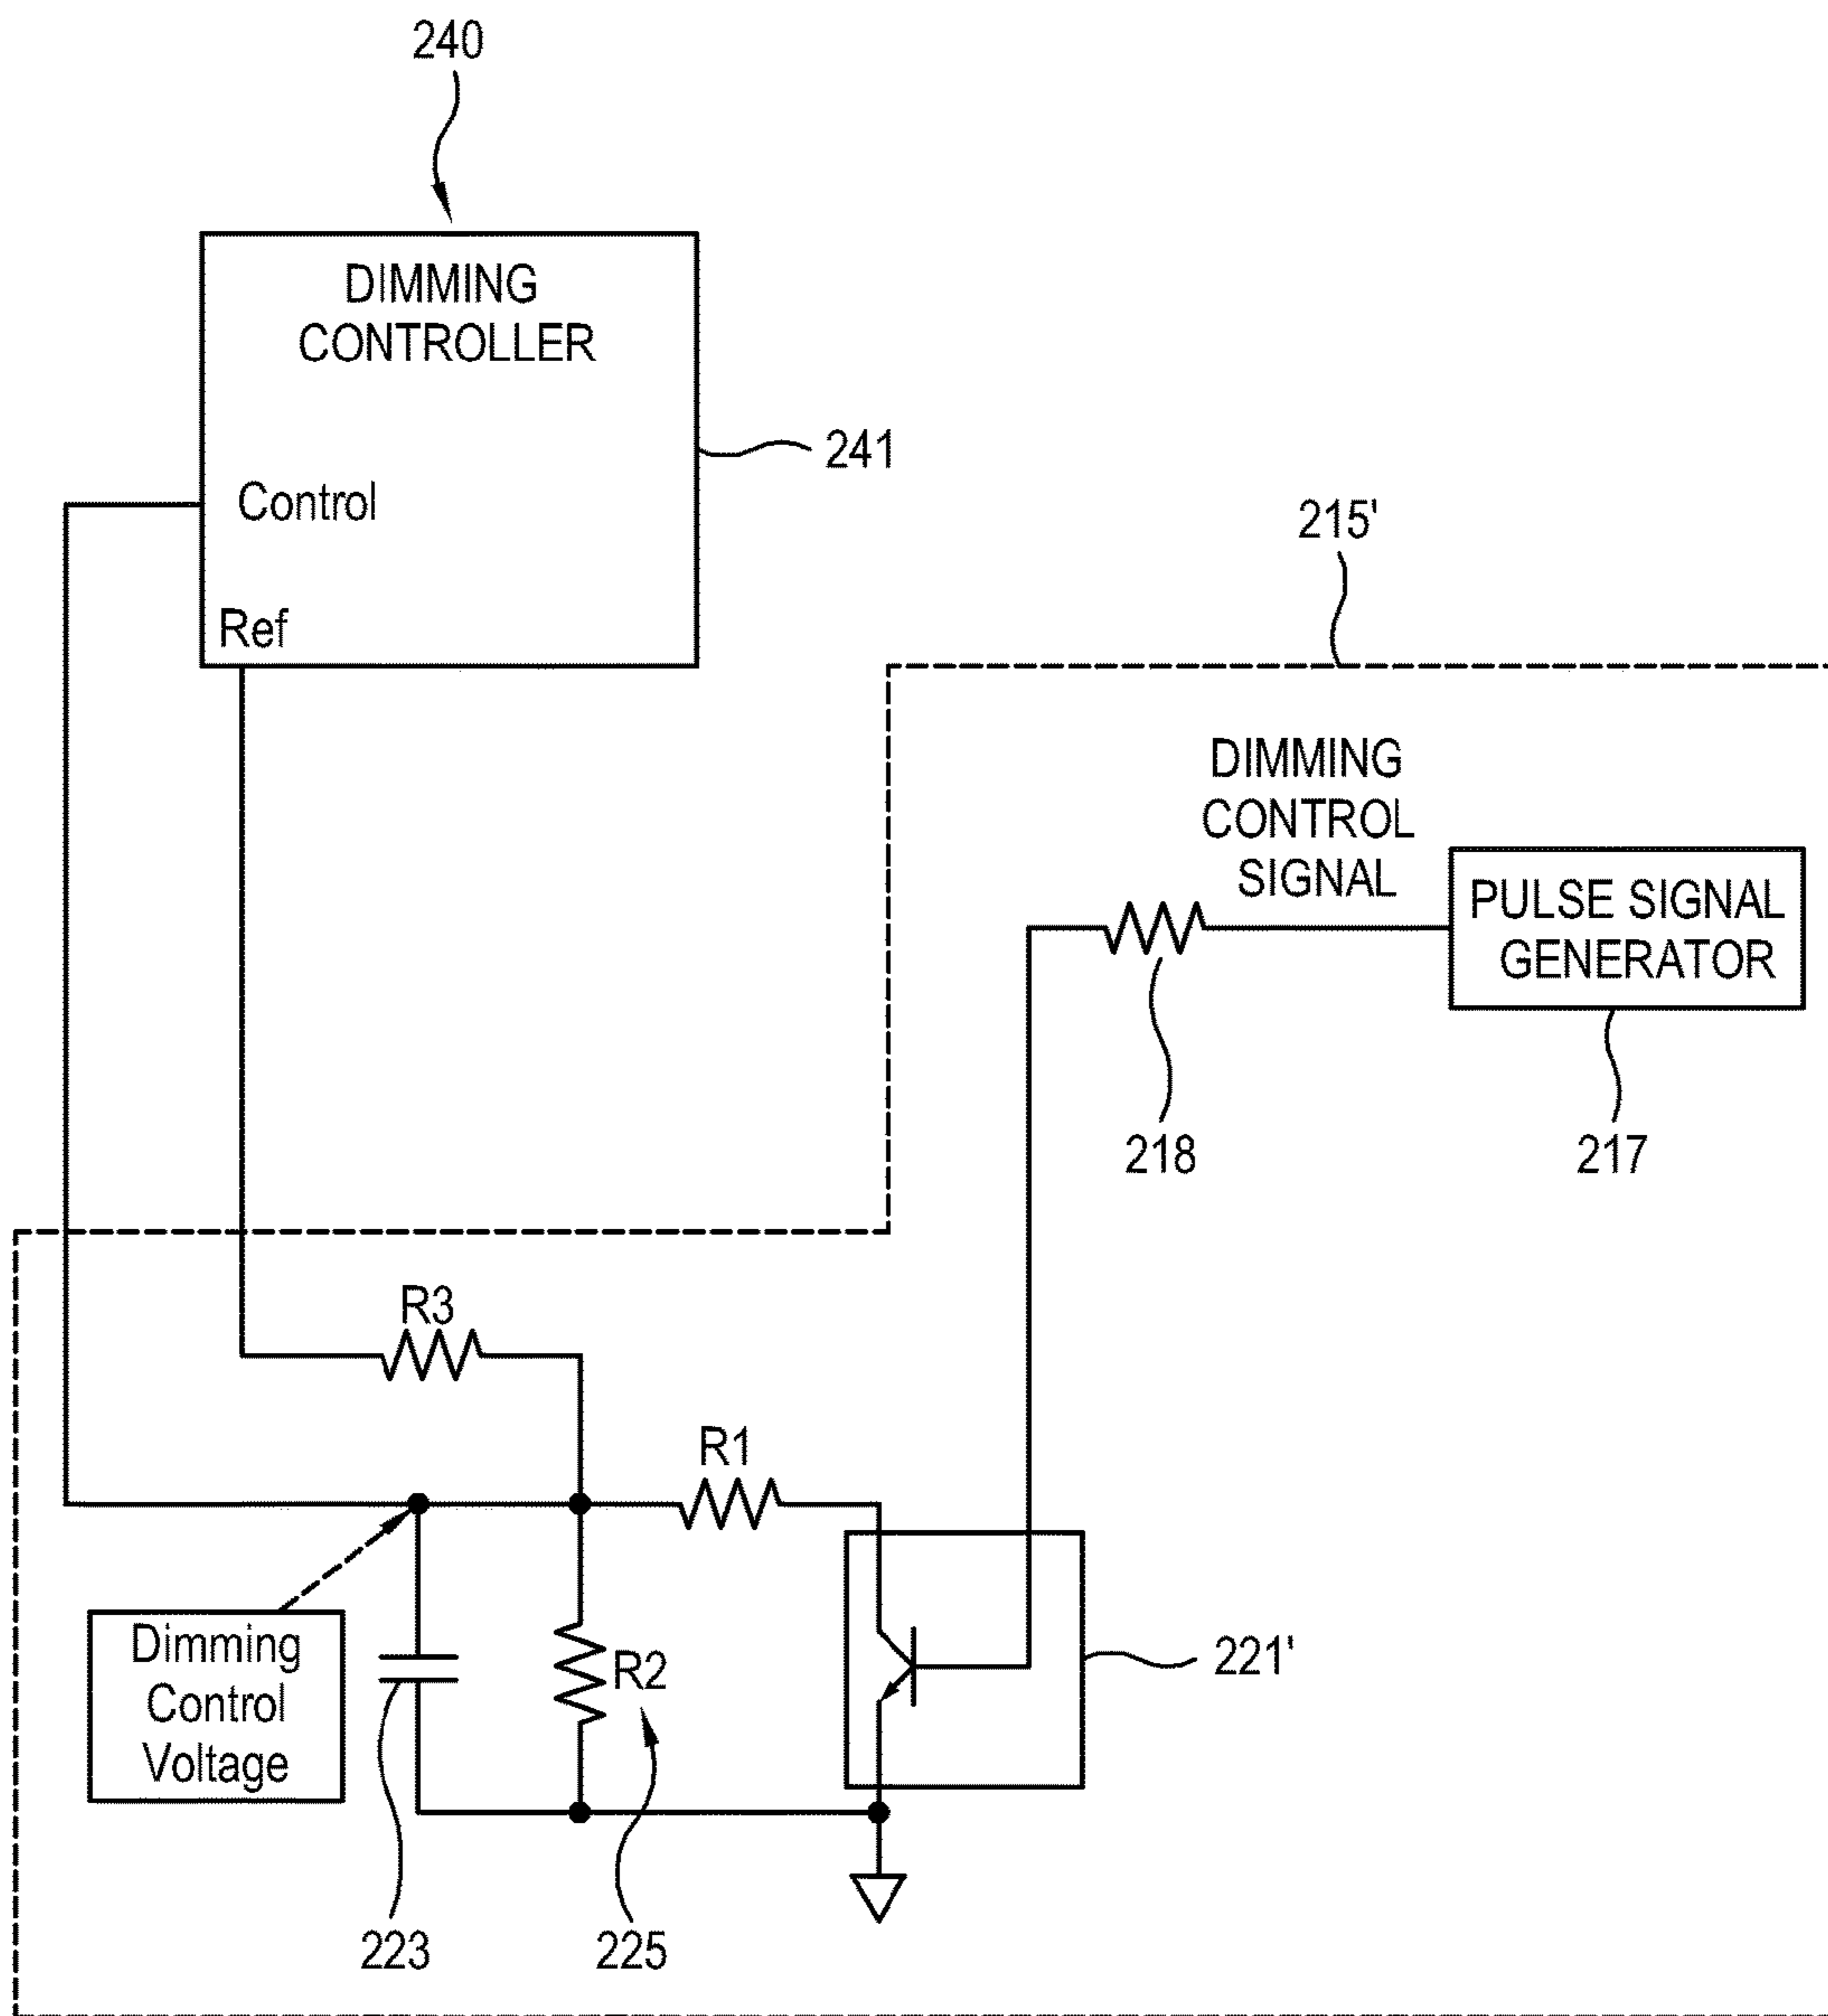 240
DIMMING
CONTROLLER
241
Control
Ref
215'
DIMMING
CONTROL
SIGNAL
PULSE SIGNAL
GENERATOR
218
217
R3
R1
Dimming
Control
Voltage
R2
221'
223
225